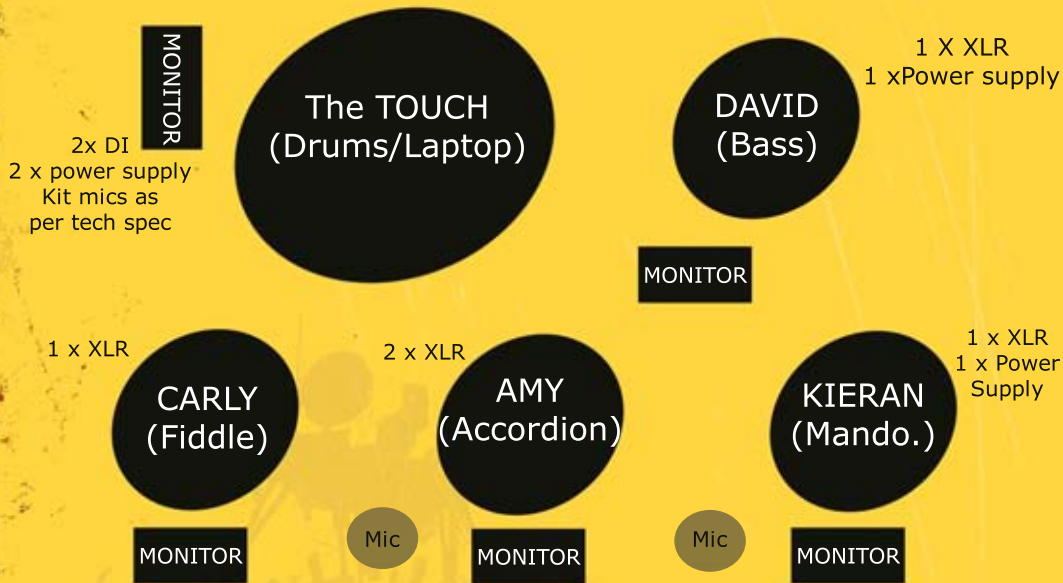 MONITOR
The TOUCH
(Drums/Laptop)
2x DI
2 x power supply
Kit mics as
per tech spec
DAVID
(Bass)
1 X XLR
1 xPower supply
MONITOR
1 x XLR
CARLY
(Fiddle)
2 x XLR
AMY
(Accordion)
KIERAN
(Mando.)
1 x XLR
1 x Power
Supply
MONITOR
Mic
MONITOR
Mic
MONITOR